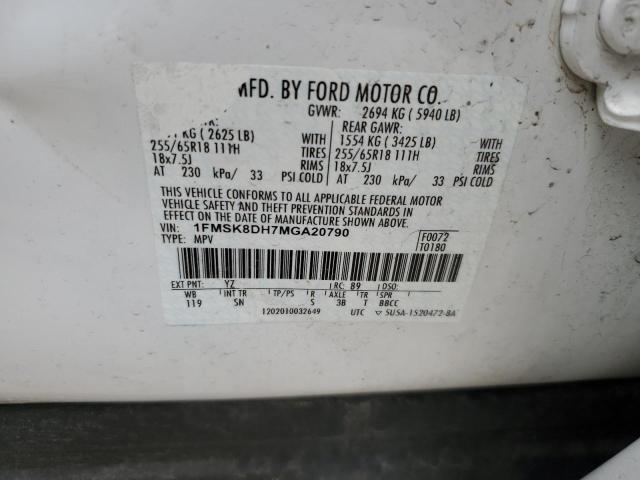 MFD. BY FORD MOTOR CO.
GVWR: 2694 KG ( 5940 LB)
KG ( 2625 LB) WITH
255/65R18 111H TIRES
18x7.5J RIMS
AT 230 kPa/ 33 PSI COLD
REAR GAWR:
1554 KG ( 3425 LB) WITH
255/65R18 111H TIRES
18x7.5J RIMS
AT 230 kPa/ 33 PSI COLD
THIS VEHICLE CONFORMS TO ALL APPLICABLE FEDERAL MOTOR
VEHICLE SAFETY AND THEFT PREVENTION STANDARDS IN
EFFECT ON THE DATE OF MANUFACTURE SHOWN ABOVE.
VIN: 1FMSK8DH7MGA20790
TYPE: MPV
F0072
T0180
EXT PNT: YZ RC: 89 DSO:
WB INT TR TP/PS R AXLE TR SPR
119 SN S 3B T BBCC
1202010032649
UTC ▽ 5U5A-1520472-BA